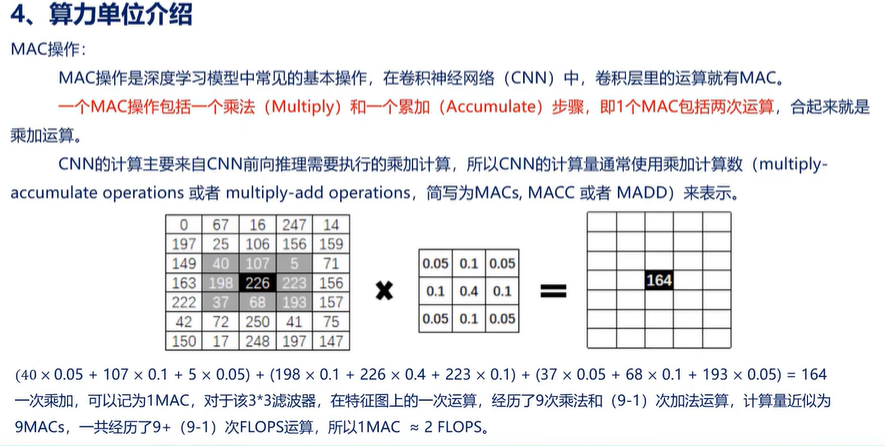 4、算力单位介绍
MAC操作：
MAC操作是深度学习模型中常见的基本操作，在卷积神经网络（CNN）中，卷积层里的运算就有MAC。
一个MAC操作包括一个乘法（Multiply）和一个累加（Accumulate）步骤，即1个MAC包括两次运算，合起来就是
乘加运算。
CNN的计算主要来自CNN前向推理需要执行的乘加计算，所以CNN的计算量通常使用乘加计算数（multiply-
accumulate operations 或者 multiply-add operations，简写为MACs, MACC 或者 MADD）来表示。
0 67 16 247 14
197 25 106 156 159
149 40 107 5 71
163 198 226 223 156
222 37 68 193 157
42 72 250 41 75
150 17 248 197 147
×
0.05 0.1 0.05
0.1 0.4 0.1
0.05 0.1 0.05
=
164
(40 × 0.05 + 107 × 0.1 + 5 × 0.05) + (198 × 0.1 + 226 × 0.4 + 223 × 0.1) + (37 × 0.05 + 68 × 0.1 + 193 × 0.05) = 164
一次乘加，可以记为1MAC，对于该3*3滤波器，在特征图上的一次运算，经历了9次乘法和（9-1）次加法运算，计算量近似为
9MACs，一共经历了9+（9-1）次FLOPS运算，所以1MAC ≈ 2 FLOPS。